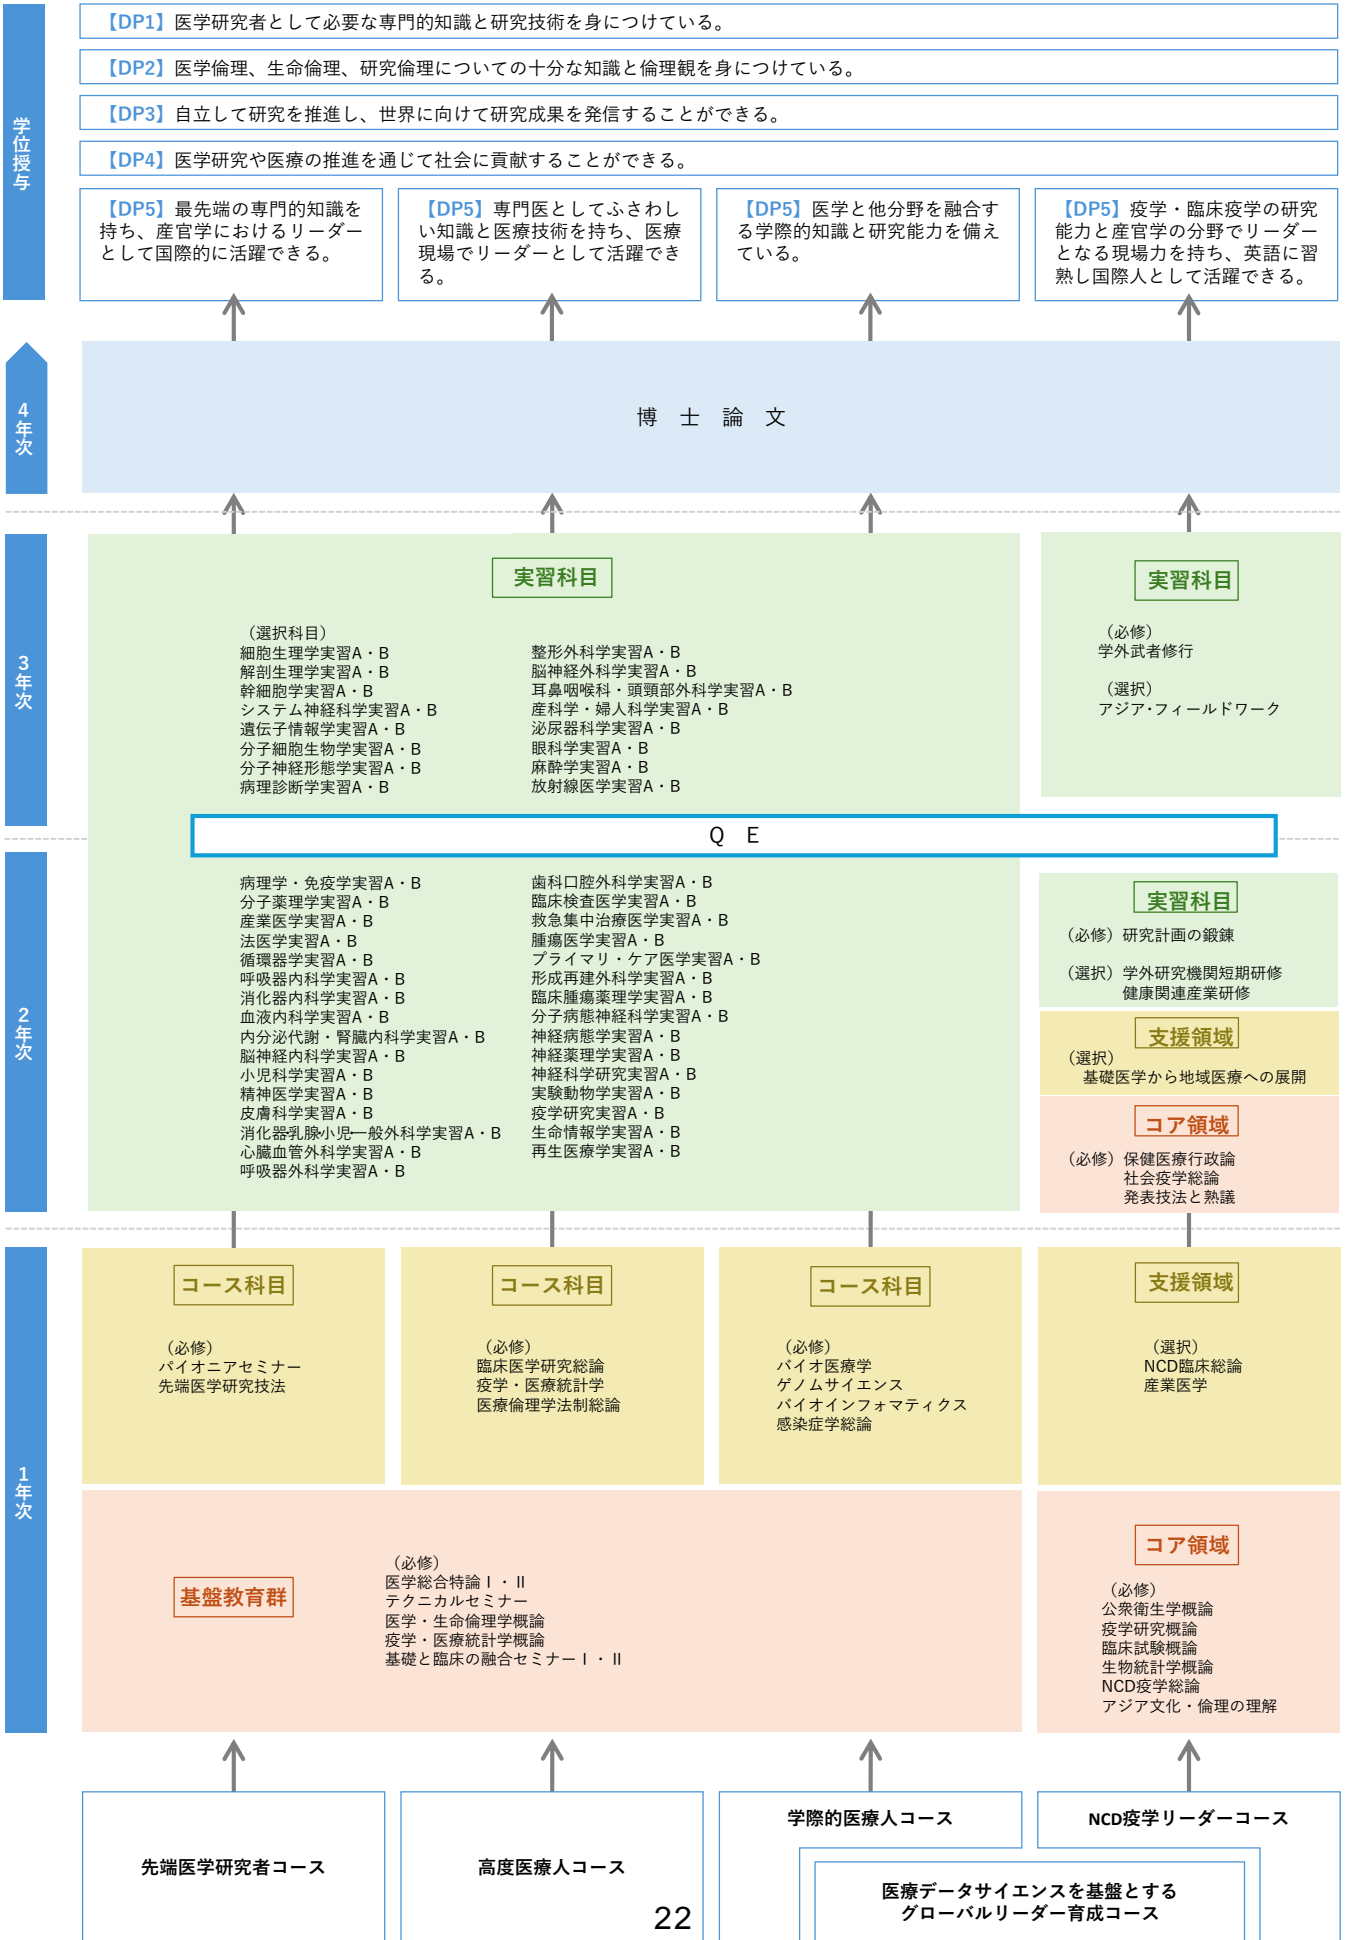 学位授与
【DP1】医学研究者として必要な専門的知識と研究技術を身につけている。
【DP2】医学倫理、生命倫理、研究倫理についての十分な知識と倫理観を身につけている。
【DP3】自立して研究を推進し、世界に向けて研究成果を発信することができる。
【DP4】医学研究や医療の推進を通じて社会に貢献することができる。
【DP5】最先端の専門的知識を
持ち、産官学におけるリーダー
として国際的に活躍できる。
【DP5】専門医としてふさわし
い知識と医療技術を持ち、医療
現場でリーダーとして活躍でき
る。
【DP5】医学と他分野を融合す
る学際的知識と研究能力を備え
ている。
【DP5】疫学・臨床疫学の研究
能力と産官学の分野でリーダー
となる現場力を持ち、英語に習
熟し国際人として活躍できる。
4年次
博 士 論 文
3年次
実習科目
（選択科目）
細胞生理学実習A・B
解剖生理学実習A・B
幹細胞学実習A・B
システム神経科学実習A・B
遺伝子情報学実習A・B
分子細胞生物学実習A・B
分子神経形態学実習A・B
病理診断学実習A・B
整形外科学実習A・B
脳神経外科学実習A・B
耳鼻咽喉科・頭頸部外科学実習A・B
産科学・婦人科学実習A・B
泌尿器科学実習A・B
眼科学実習A・B
麻酔学実習A・B
放射線医学実習A・B
実習科目
（必修）
学外武者修行
（選択）
アジア・フィールドワーク
Q E
2年次
病理学・免疫学実習A・B
分子薬理学実習A・B
産業医学実習A・B
法医学実習A・B
循環器学実習A・B
呼吸器内科学実習A・B
消化器内科学実習A・B
血液内科学実習A・B
内分泌代謝・腎臓内科学実習A・B
脳神経内科学実習A・B
小児科学実習A・B
精神医学実習A・B
皮膚科学実習A・B
消化器・乳腺・小児・一般外科学実習A・B
心臓血管外科学実習A・B
呼吸器外科学実習A・B
歯科口腔外科学実習A・B
臨床検査医学実習A・B
救急集中治療医学実習A・B
腫瘍医学実習A・B
プライマリ・ケア医学実習A・B
形成再建外科学実習A・B
臨床腫瘍薬理学実習A・B
分子病態神経科学実習A・B
神経病態学実習A・B
神経薬理学実習A・B
神経科学研究実習A・B
実験動物学実習A・B
疫学研究実習A・B
生命情報学実習A・B
再生医療学実習A・B
実習科目
（必修）研究計画の鍛錬
（選択）学外研究機関短期研修
健康関連産業研修
支援領域
（選択）
基礎医学から地域医療への展開
コア領域
（必修）保健医療行政論
社会疫学総論
発表技法と熟議
1年次
コース科目
（必修）
パイオニアセミナー
先端医学研究技法
コース科目
（必修）
臨床医学研究総論
疫学・医療統計学
医療倫理学法制総論
コース科目
（必修）
バイオ医療学
ゲノムサイエンス
バイオインフォマティクス
感染症学総論
支援領域
（選択）
NCD臨床総論
産業医学
基盤教育群
（必修）
医学総合特論Ⅰ・Ⅱ
テクニカルセミナー
医学・生命倫理学概論
疫学・医療統計学概論
基礎と臨床の融合セミナーⅠ・Ⅱ
コア領域
（必修）
公衆衛生学概論
疫学研究概論
臨床試験概論
生物統計学概論
NCD疫学総論
アジア文化・倫理の理解
先端医学研究者コース
高度医療人コース
学際的医療人コース
NCD疫学リーダーコース
医療データサイエンスを基盤とする
グローバルリーダー育成コース
22